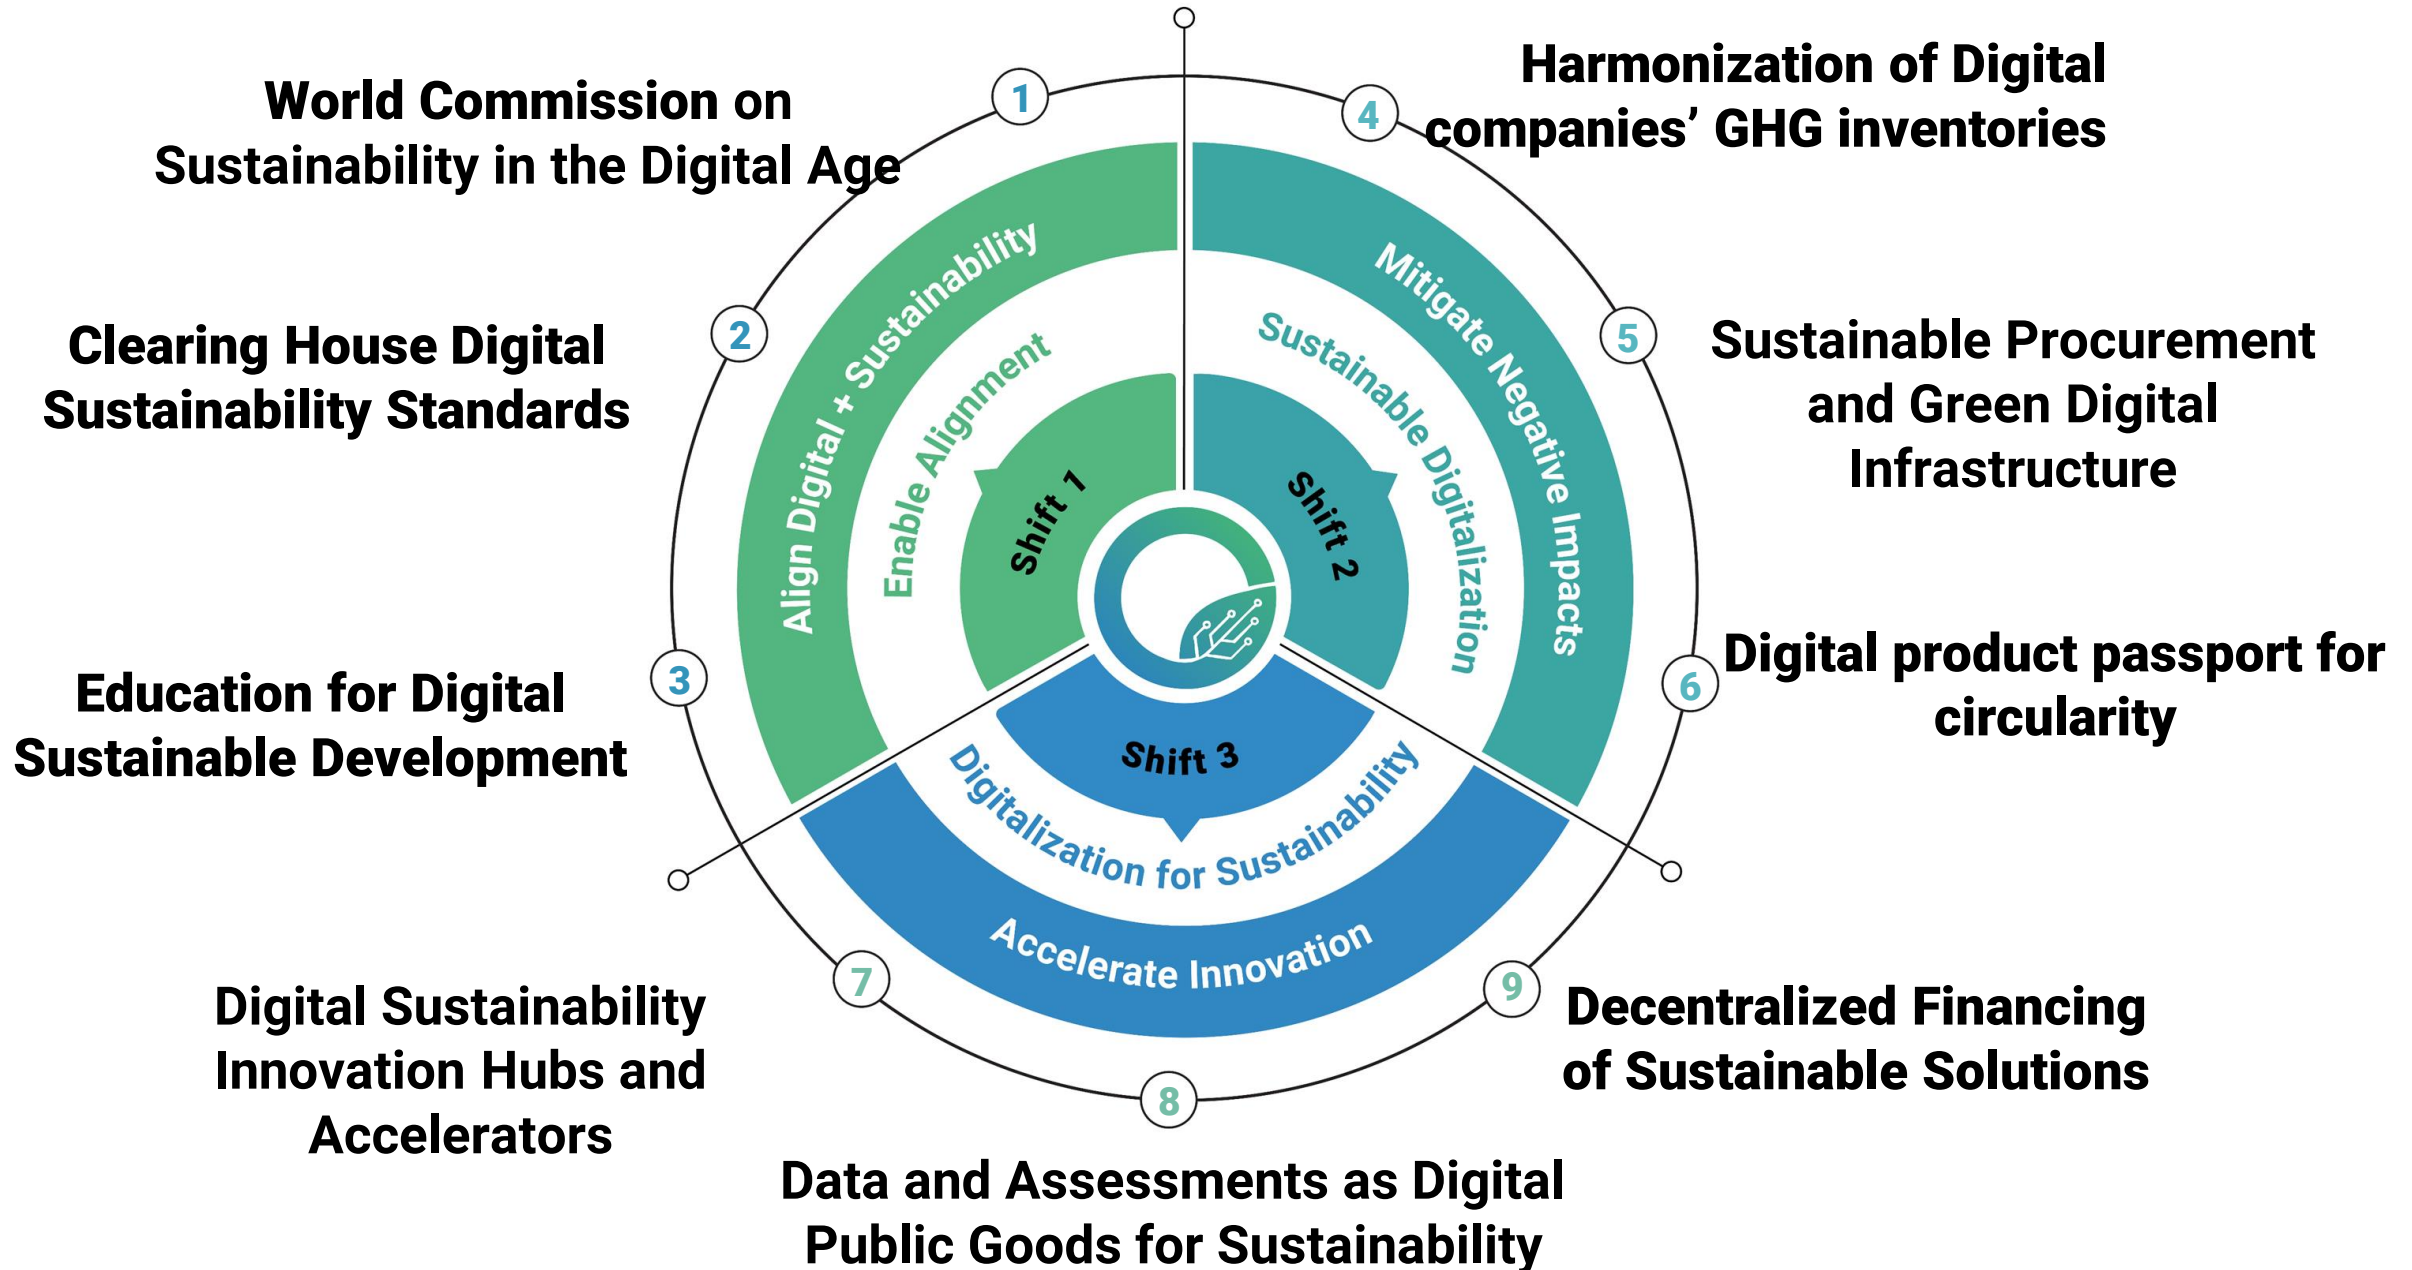 1
World Commission on
Sustainability in the Digital Age
2
Clearing House Digital
Sustainability Standards
3
Education for Digital
Sustainable Development
Align Digital + Sustainability
Enable Alignment
Shift 1
4
Harmonization of Digital
companies’ GHG inventories
5
Sustainable Procurement
and Green Digital
Infrastructure
6
Digital product passport for
circularity
Mitigate Negative Impacts
Sustainable Digitalization
Shift 2
Shift 3
Digitalization for Sustainability
Accelerate Innovation
7
Digital Sustainability
Innovation Hubs and
Accelerators
8
Data and Assessments as Digital
Public Goods for Sustainability
9
Decentralized Financing
of Sustainable Solutions